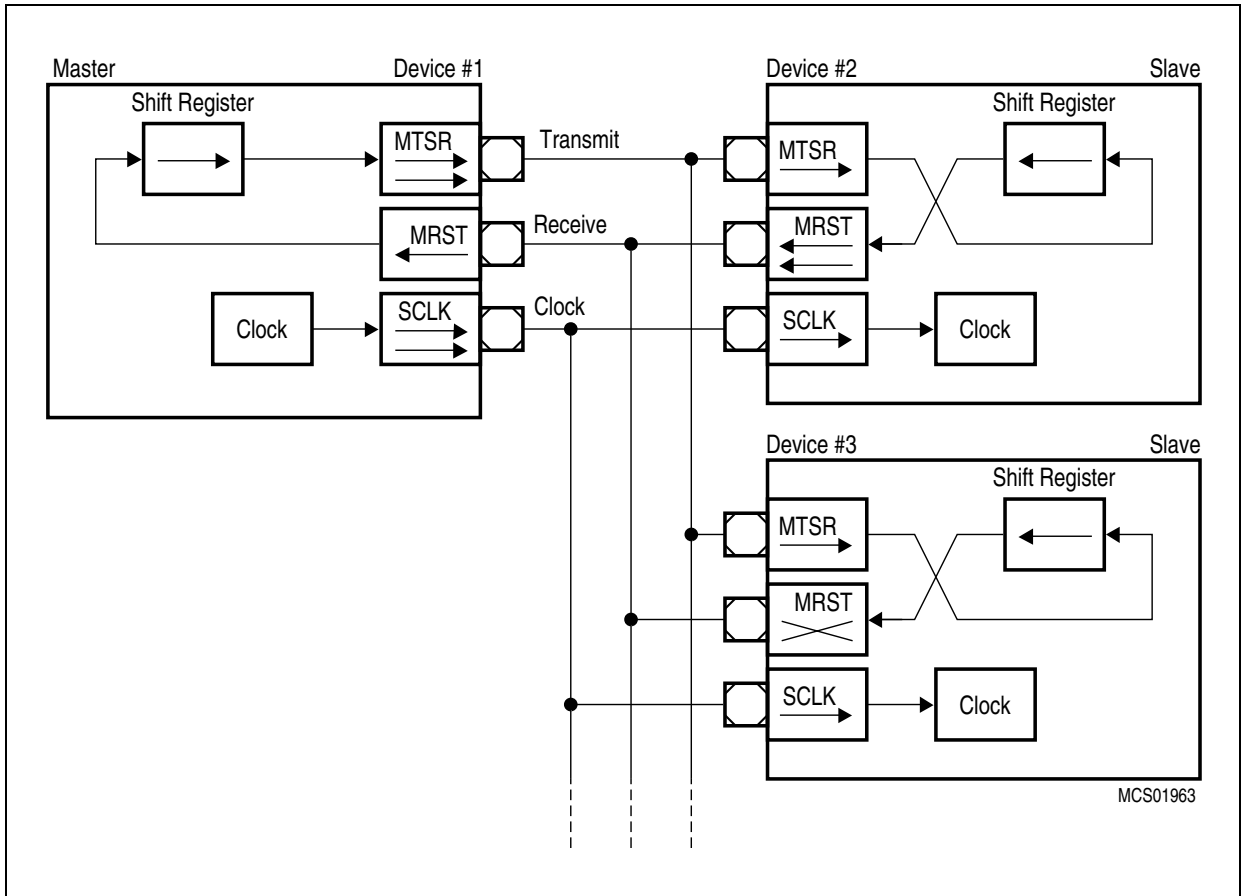 Master
Device #1
Shift Register
MTSR
Transmit
MRST
Receive
Clock
SCLK
Clock
Device #2
Slave
Shift Register
MTSR
MRST
SCLK
Clock
Device #3
Slave
Shift Register
MTSR
MRST
SCLK
Clock
MCS01963